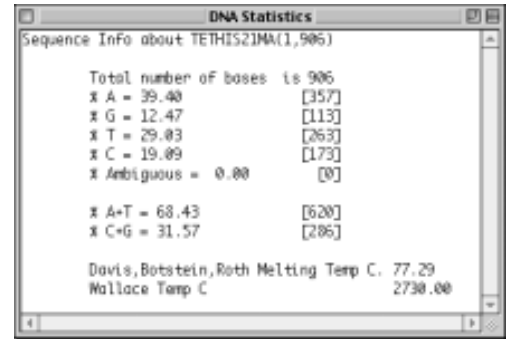 DNA Statistics
Sequence Info about TETHIS21MA(1,906)
Total number of bases is 906
% A = 39.40 [357]
% G = 12.47 [113]
% T = 29.03 [263]
% C = 19.09 [173]
% Ambiguous = 0.00 [0]
% A+T = 68.43 [620]
% C+G = 31.57 [286]
Davis,Botstein,Roth Melting Temp C. 77.29
Wallace Temp C 2730.00